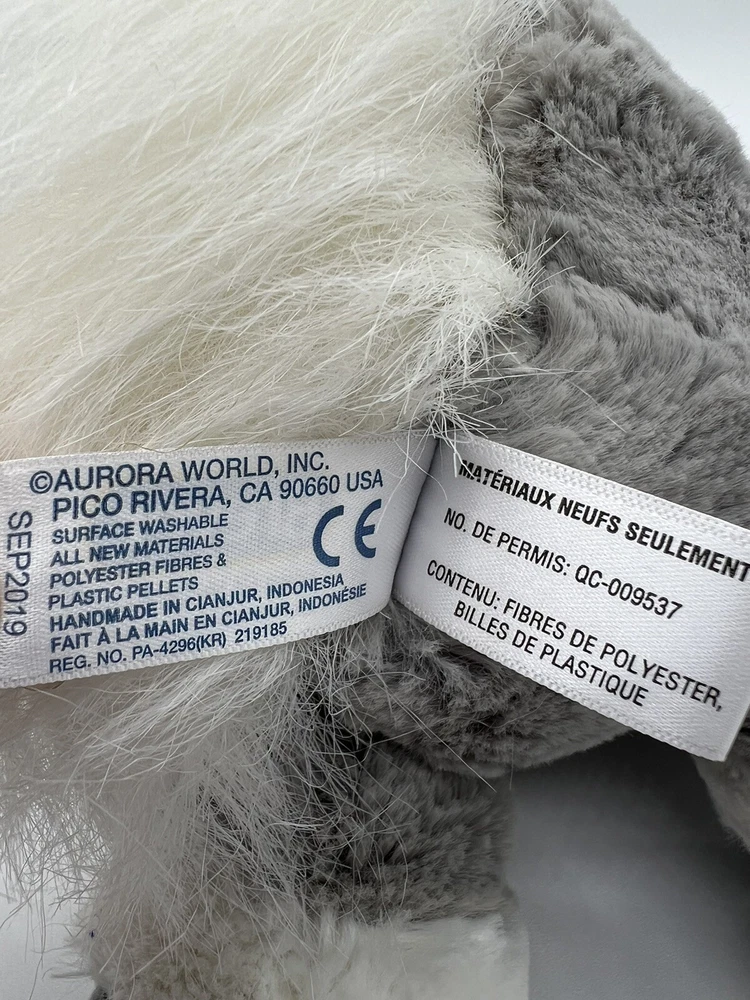 ©AURORA WORLD, INC.
PICO RIVERA, CA 90660 USA
SURFACE WASHABLE
ALL NEW MATERIALS
POLYESTER FIBRES &
PLASTIC PELLETS
CE
HANDMADE IN CIANJUR, INDONESIA
FAIT À LA MAIN EN CIANJUR, INDONÉSIE
REG. NO. PA-4296(KR) 219185
SEP2019
MATÉRIAUX NEUFS SEULEMENT
NO. DE PERMIS: QC-009537
CONTENU: FIBRES DE POLYESTER,
BILLES DE PLASTIQUE